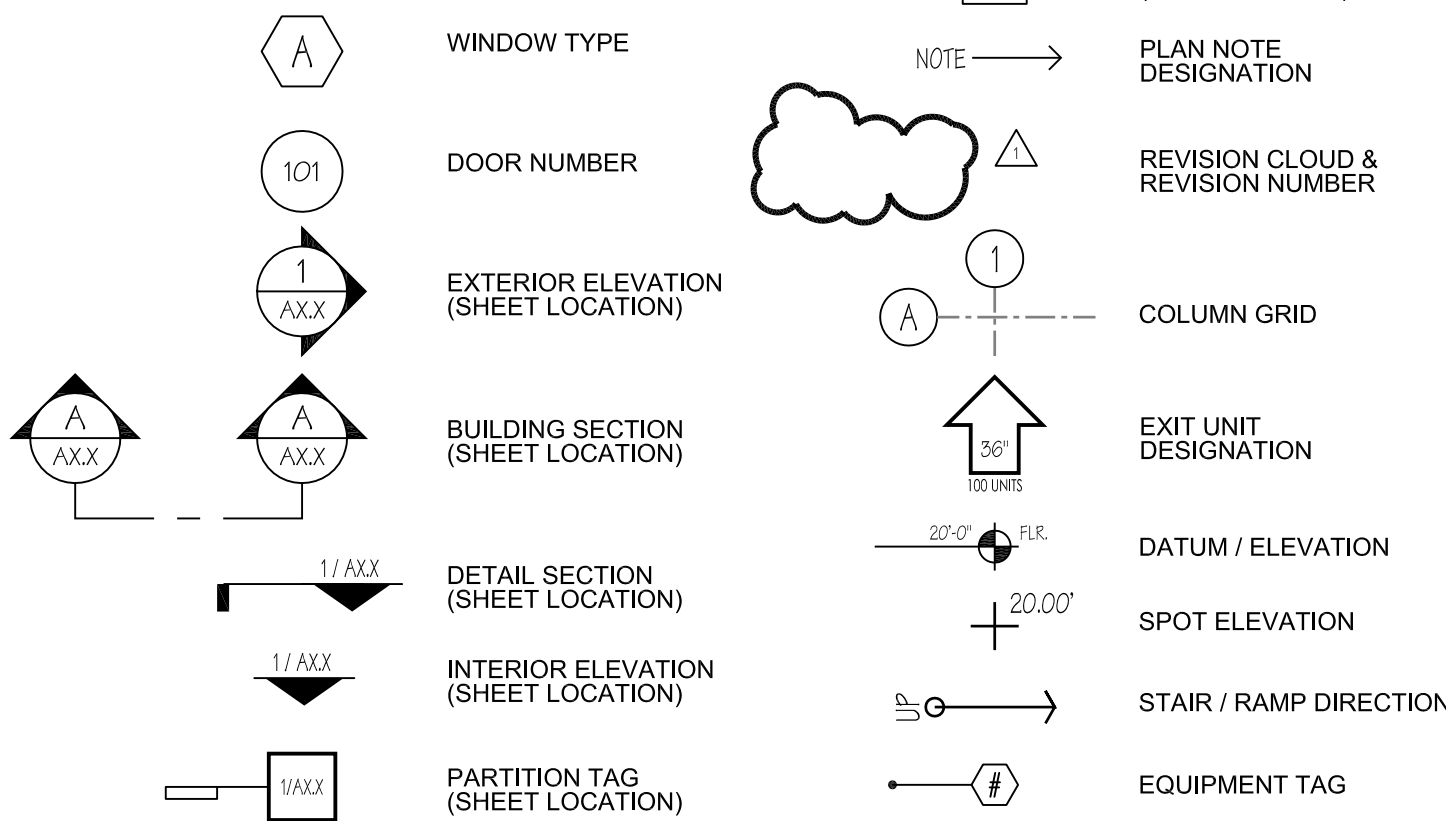 A
WINDOW TYPE
101
DOOR NUMBER
1
AX.X
EXTERIOR ELEVATION
(SHEET LOCATION)
A
AX.X
A
AX.X
BUILDING SECTION
(SHEET LOCATION)
1 / AX.X
DETAIL SECTION
(SHEET LOCATION)
1 / AX.X
INTERIOR ELEVATION
(SHEET LOCATION)
1/AX.X
PARTITION TAG
(SHEET LOCATION)
NOTE
PLAN NOTE
DESIGNATION
1
REVISION CLOUD &
REVISION NUMBER
1
A
COLUMN GRID
36"
100 UNITS
EXIT UNIT
DESIGNATION
20'-0" FLR.
DATUM / ELEVATION
20.00'
SPOT ELEVATION
UP
STAIR / RAMP DIRECTION
#
EQUIPMENT TAG